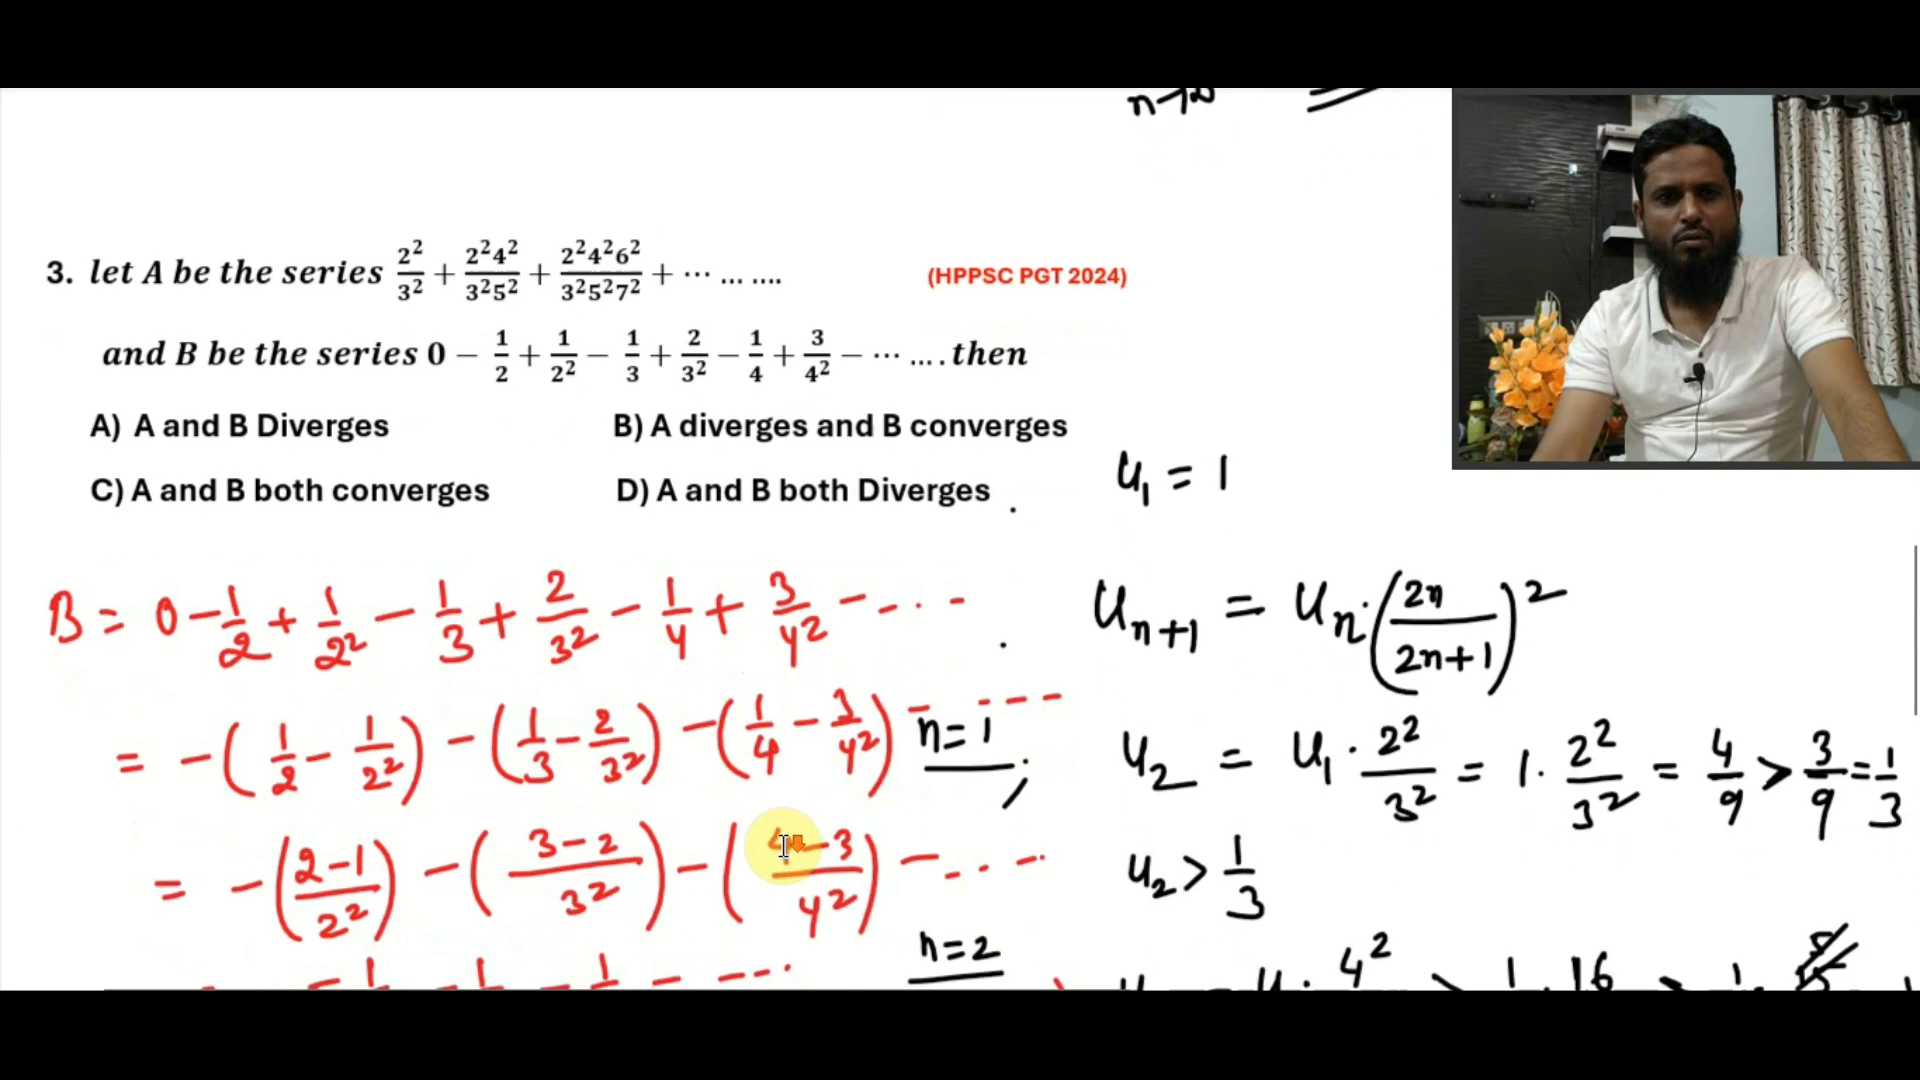 n→∞
3. let A be the series 2²/3² + 2²4²/3²5² + 2²4²6²/3²5²7² + ⋯ … …. (HPPSC PGT 2024)
and B be the series 0 − 1/2 + 1/2² − 1/3 + 2/3² − 1/4 + 3/4² − ⋯ …. then
A) A and B Diverges B) A diverges and B converges
C) A and B both converges D) A and B both Diverges
B = 0 − 1/2 + 1/2² − 1/3 + 2/3² − 1/4 + 3/4² − ⋯
= −(1/2 − 1/2²) − (1/3 − 2/3²) − (1/4 − 3/4²) − ----
= −((2−1)/2²) − ((3−2)/3²) − ((4−3)/4²) − ----
u₁ = 1
uₙ₊₁ = uₙ·(2n/(2n+1))²
n=1; u₂ = u₁·2²/3² = 1·2²/3² = 4/9 > 3/9 = 1/3
u₂ > 1/3
n=2